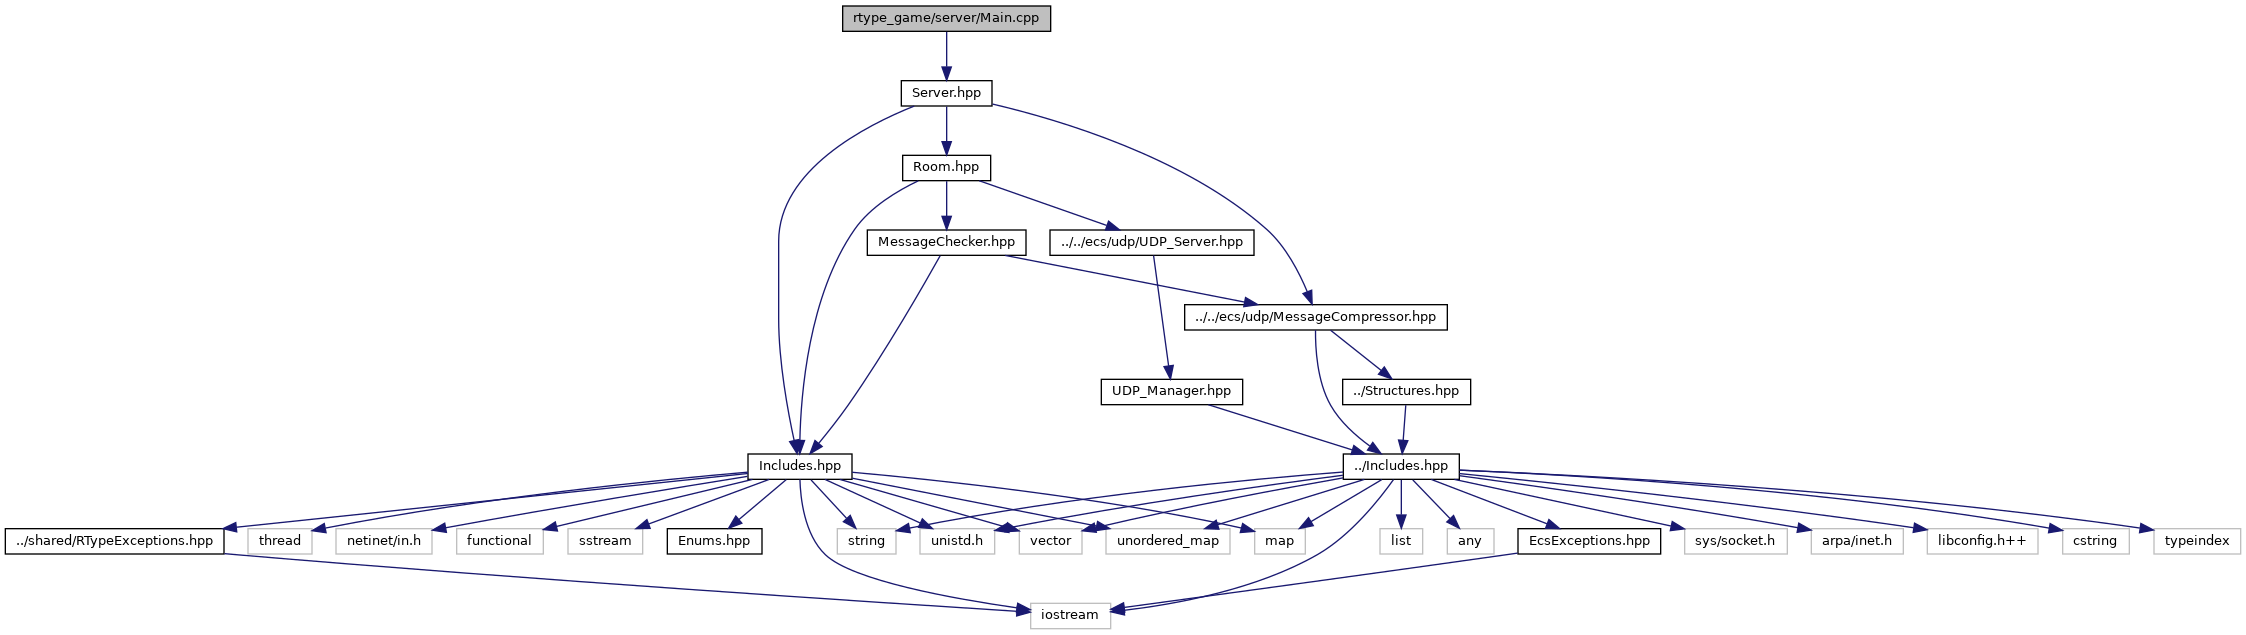 rtype_game/server/Main.cpp
Server.hpp
Room.hpp
MessageChecker.hpp
../../ecs/udp/UDP_Server.hpp
../../ecs/udp/MessageCompressor.hpp
UDP_Manager.hpp
../Structures.hpp
Includes.hpp
../Includes.hpp
../shared/RTypeExceptions.hpp
thread
netinet/in.h
functional
sstream
Enums.hpp
string
unistd.h
vector
unordered_map
map
list
any
EcsExceptions.hpp
sys/socket.h
arpa/inet.h
libconfig.h++
cstring
typeindex
iostream